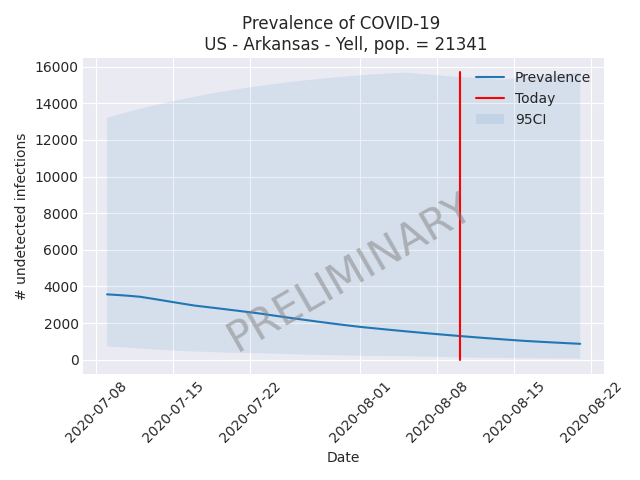 Prevalence of COVID-19
US - Arkansas - Yell, pop. = 21341
16000
14000
12000
10000
8000
6000
4000
2000
0
# undetected infections
Prevalence
Today
95CI
PRELIMINARY
2020-07-08
2020-07-15
2020-07-22
2020-08-01
2020-08-08
2020-08-15
2020-08-22
Date